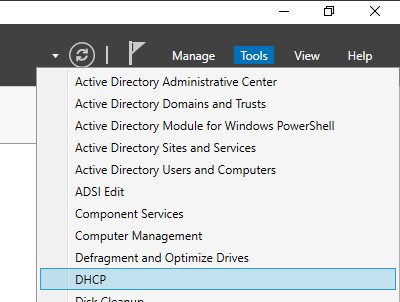 Manage Tools View Help
Active Directory Administrative Center
Active Directory Domains and Trusts
Active Directory Module for Windows PowerShell
Active Directory Sites and Services
Active Directory Users and Computers
ADSI Edit
Component Services
Computer Management
Defragment and Optimize Drives
DHCP
Disk Cleanup